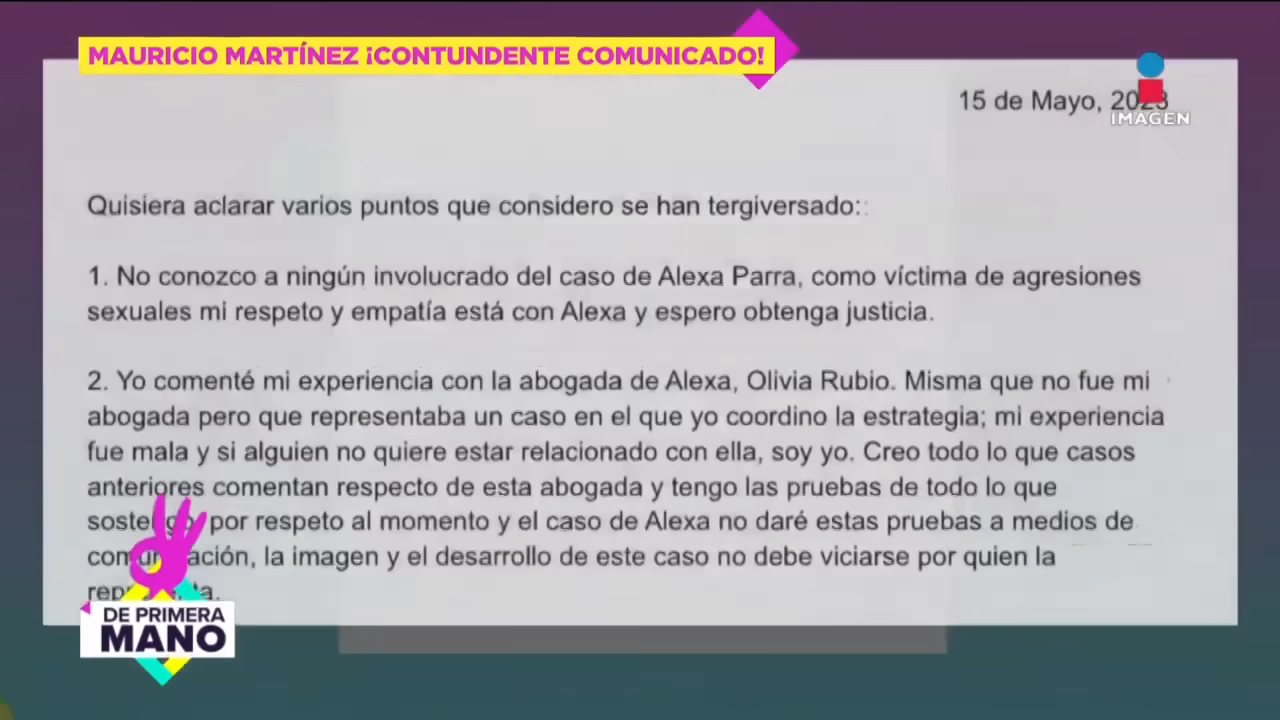 MAURICIO MARTÍNEZ ¡CONTUNDENTE COMUNICADO!
15 de Mayo, 2023
IMAGEN
Quisiera aclarar varios puntos que considero se han tergiversado:
1. No conozco a ningún involucrado del caso de Alexa Parra, como víctima de agresiones
sexuales mi respeto y empatía está con Alexa y espero obtenga justicia.
2. Yo comenté mi experiencia con la abogada de Alexa, Olivia Rubio. Misma que no fue mi
abogada pero que representaba un caso en el que yo coordino la estrategia; mi experiencia
fue mala y si alguien no quiere estar relacionado con ella, soy yo. Creo todo lo que casos
anteriores comentan respecto de esta abogada y tengo las pruebas de todo lo que
sostengo, por respeto al momento y el caso de Alexa no daré estas pruebas a medios de
comunicación, la imagen y el desarrollo de este caso no debe viciarse por quien la
representa.
DE PRIMERA
MANO